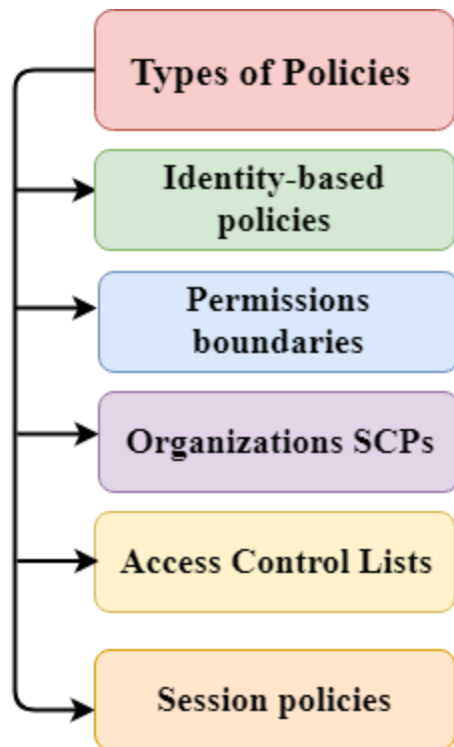 Types of Policies
Identity-based
policies
Permissions
boundaries
Organizations SCPs
Access Control Lists
Session policies